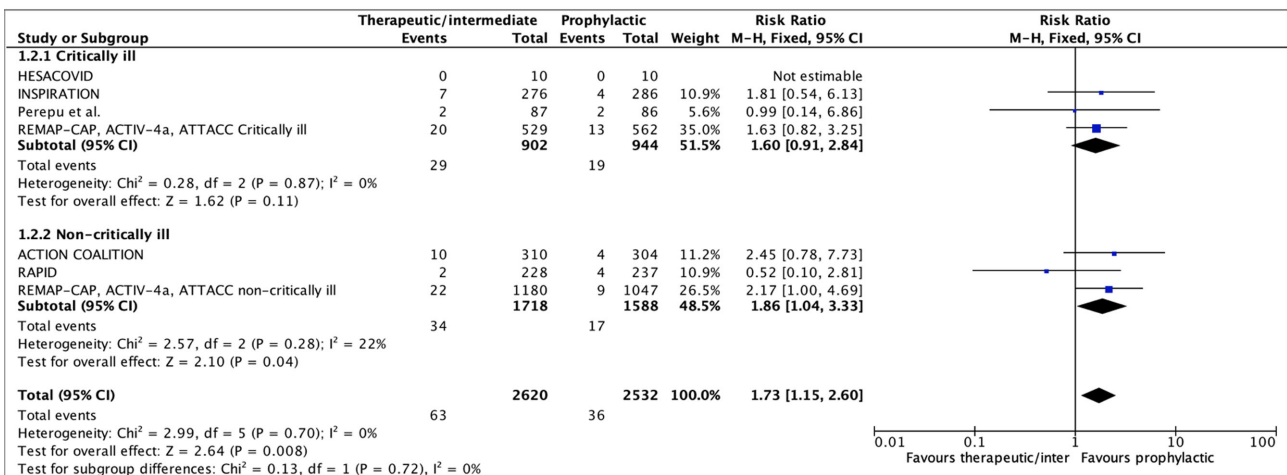 Therapeutic/intermediate Prophylactic Risk Ratio Risk Ratio
Study or Subgroup Events Total Events Total Weight M-H, Fixed, 95% CI M-H, Fixed, 95% CI
1.2.1 Critically ill
HESACOVID 0 10 0 10 Not estimable
INSPIRATION 7 276 4 286 10.9% 1.81 [0.54, 6.13]
Perepu et al. 2 87 2 86 5.6% 0.99 [0.14, 6.86]
REMAP-CAP, ACTIV-4a, ATTACC Critically ill 20 529 13 562 35.0% 1.63 [0.82, 3.25]
Subtotal (95% CI) 902 944 51.5% 1.60 [0.91, 2.84]
Total events 29 19
Heterogeneity: Chi² = 0.28, df = 2 (P = 0.87); I² = 0%
Test for overall effect: Z = 1.62 (P = 0.11)
1.2.2 Non-critically ill
ACTION COALITION 10 310 4 304 11.2% 2.45 [0.78, 7.73]
RAPID 2 228 4 237 10.9% 0.52 [0.10, 2.81]
REMAP-CAP, ACTIV-4a, ATTACC non-critically ill 22 1180 9 1047 26.5% 2.17 [1.00, 4.69]
Subtotal (95% CI) 1718 1588 48.5% 1.86 [1.04, 3.33]
Total events 34 17
Heterogeneity: Chi² = 2.57, df = 2 (P = 0.28); I² = 22%
Test for overall effect: Z = 2.10 (P = 0.04)
Total (95% CI) 2620 2532 100.0% 1.73 [1.15, 2.60]
Total events 63 36
Heterogeneity: Chi² = 2.99, df = 5 (P = 0.70); I² = 0%
Test for overall effect: Z = 2.64 (P = 0.008)
Test for subgroup differences: Chi² = 0.13, df = 1 (P = 0.72), I² = 0%
0.01 0.1 1 10 100
Favours therapeutic/inter Favours prophylactic